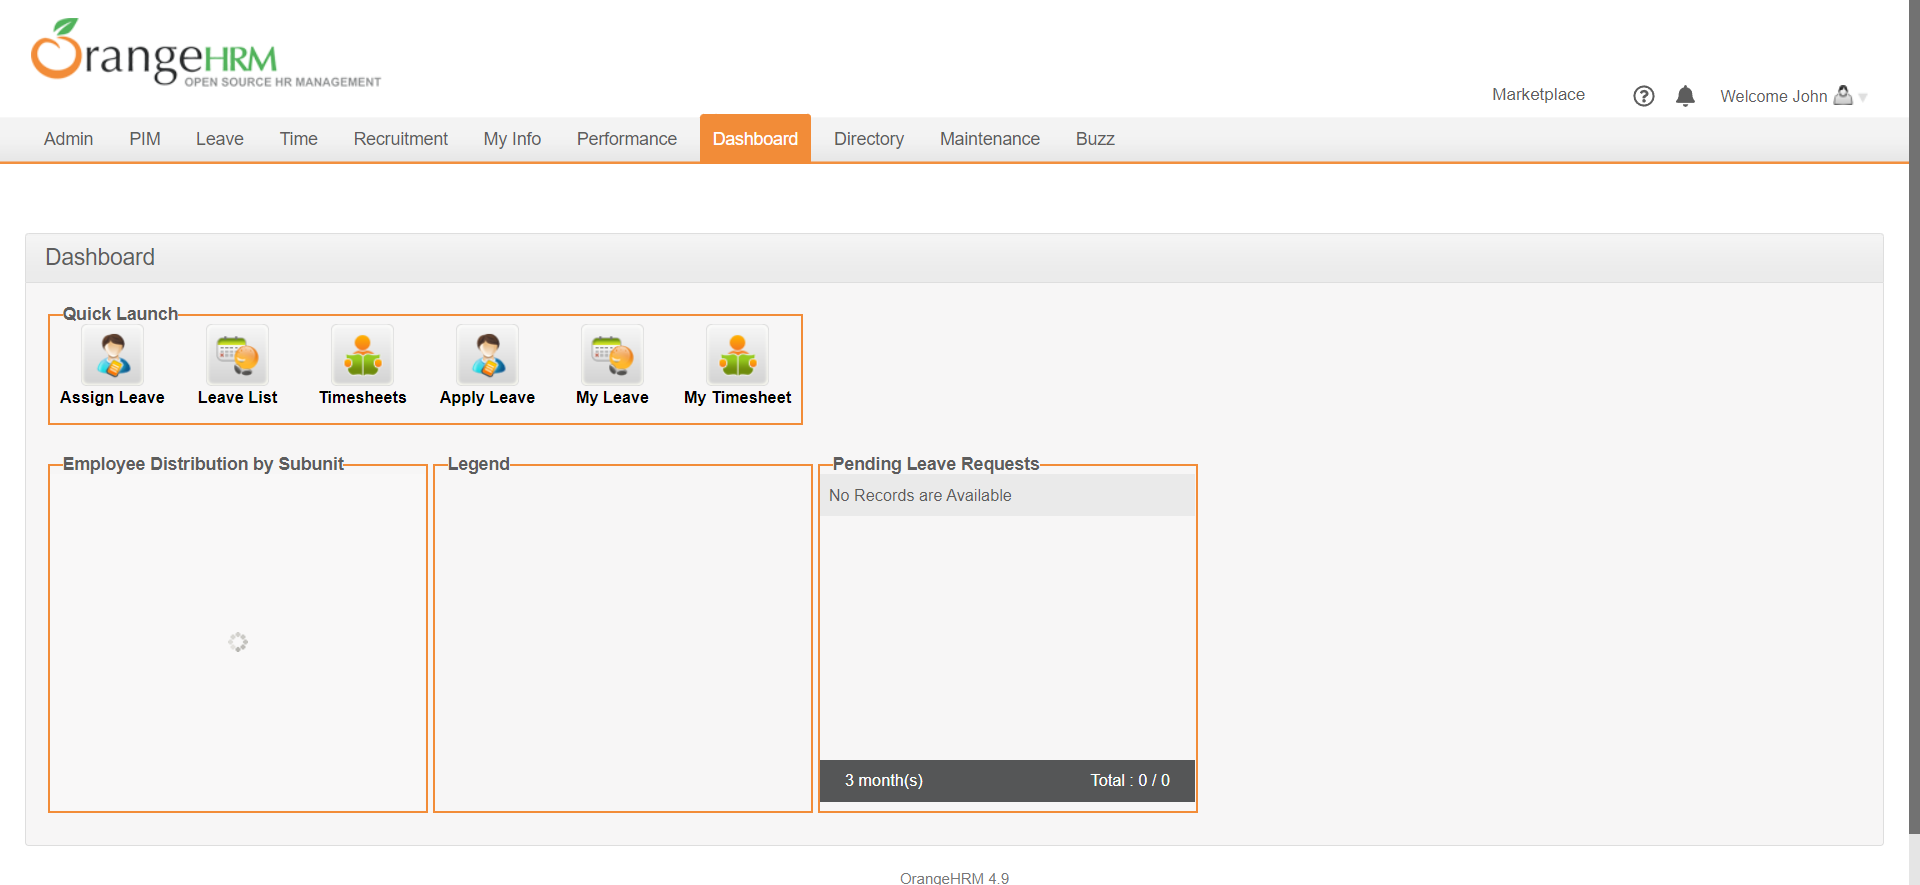 OrangeHRM
OPEN SOURCE HR MANAGEMENT
Marketplace
Welcome John
Admin PIM Leave Time Recruitment My Info Performance Dashboard Directory Maintenance Buzz
Dashboard
Quick Launch
Assign Leave Leave List Timesheets Apply Leave My Leave My Timesheet
Employee Distribution by Subunit
Legend
Pending Leave Requests
No Records are Available
3 month(s) Total : 0 / 0
OrangeHRM 4.9